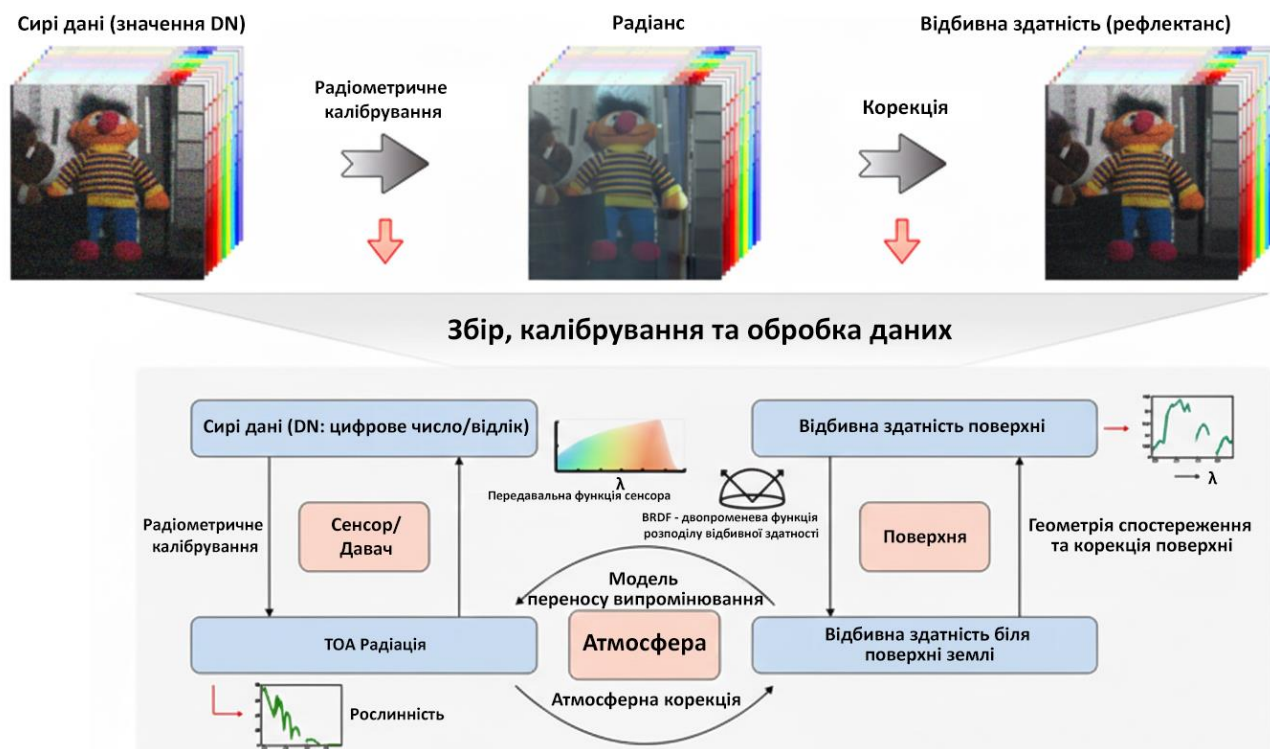 Сирі дані (значення DN)
Радіанс
Відбивна здатність (рефлектанс)
Радіометричне
калібрування
Корекція
Збір, калібрування та обробка даних
Сирі дані (DN: цифрове число/відлік)
Відбивна здатність поверхні
λ
λ
Передавальна функція сенсора
BRDF - двопроменева функція
розподілу відбивної здатності
Радіометричне
калібрування
Сенсор/
Давач
Поверхня
Геометрія спостереження
та корекція поверхні
Модель
переносу випромінювання
ТОА Радіація
Атмосфера
Відбивна здатність біля
поверхні землі
Атмосферна корекція
Рослинність